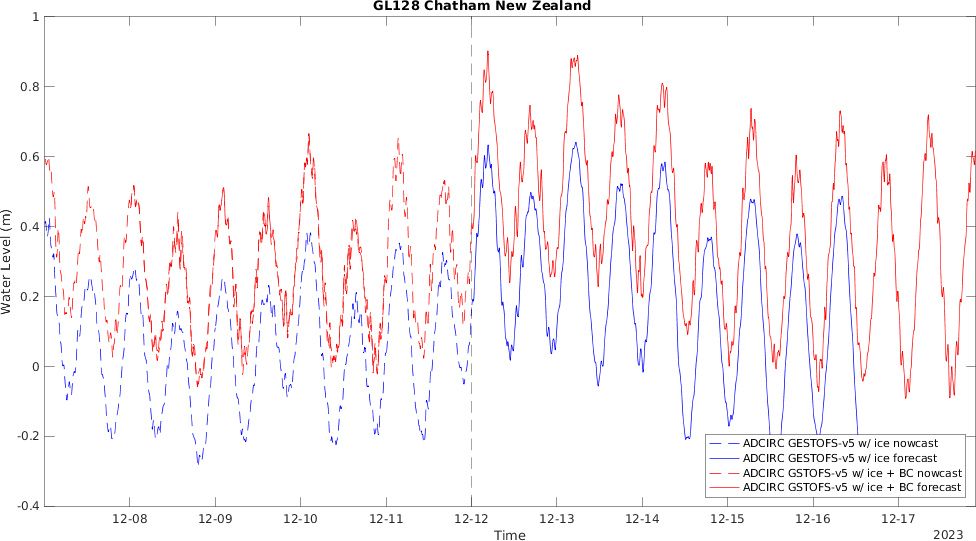 GL128 Chatham New Zealand
1
0.8
0.6
0.4
0.2
0
-0.2
-0.4
Water Level (m)
ADCIRC GESTOFS-v5 w/ ice nowcast
ADCIRC GESTOFS-v5 w/ ice forecast
ADCIRC GSTOFS-v5 w/ ice + BC nowcast
ADCIRC GSTOFS-v5 w/ ice + BC forecast
12-08 12-09 12-10 12-11 12-12 12-13 12-14 12-15 12-16 12-17
Time
2023